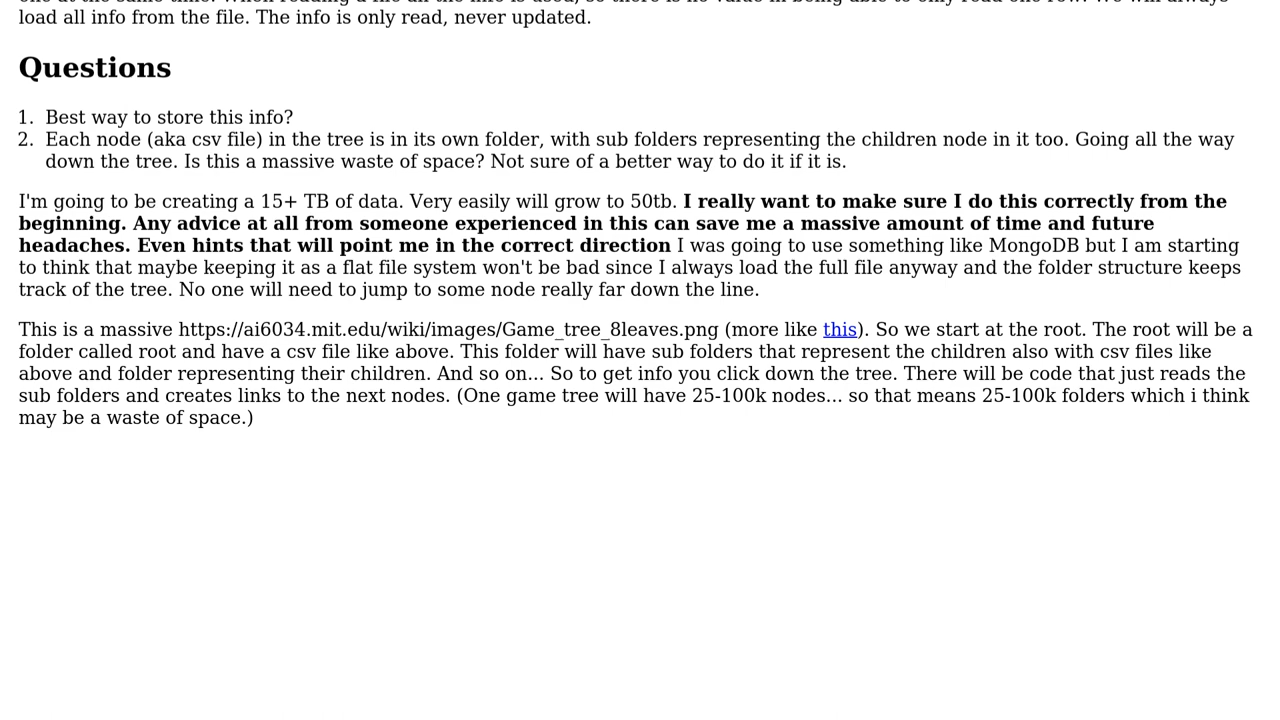 load all info from the file. The info is only read, never updated.
Questions
1. Best way to store this info?
2. Each node (aka csv file) in the tree is in its own folder, with sub folders representing the children node in it too. Going all the way
down the tree. Is this a massive waste of space? Not sure of a better way to do it if it is.
I'm going to be creating a 15+ TB of data. Very easily will grow to 50tb. I really want to make sure I do this correctly from the
beginning. Any advice at all from someone experienced in this can save me a massive amount of time and future
headaches. Even hints that will point me in the correct direction I was going to use something like MongoDB but I am starting
to think that maybe keeping it as a flat file system won't be bad since I always load the full file anyway and the folder structure keeps
track of the tree. No one will need to jump to some node really far down the line.
This is a massive https://ai6034.mit.edu/wiki/images/Game_tree_8leaves.png (more like this). So we start at the root. The root will be a
folder called root and have a csv file like above. This folder will have sub folders that represent the children also with csv files like
above and folder representing their children. And so on... So to get info you click down the tree. There will be code that just reads the
sub folders and creates links to the next nodes. (One game tree will have 25-100k nodes... so that means 25-100k folders which i think
may be a waste of space.)